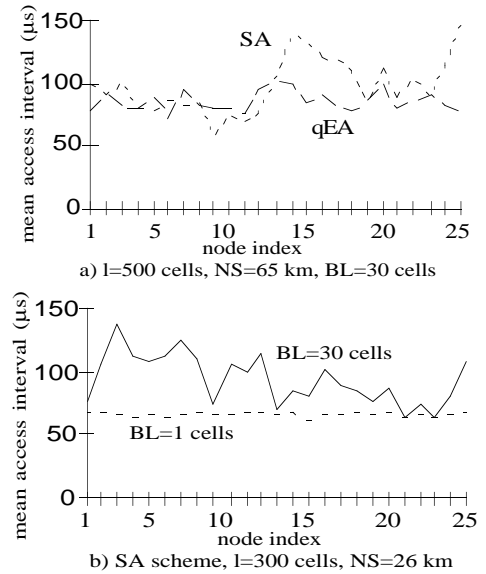 mean access interval (μs)
150
100
50
0
SA
qEA
1
5
10
15
20
25
node index
a) l=500 cells, NS=65 km, BL=30 cells
mean access interval (μs)
150
100
50
0
BL=30 cells
BL=1 cells
1
5
10
15
20
25
node index
b) SA scheme, l=300 cells, NS=26 km